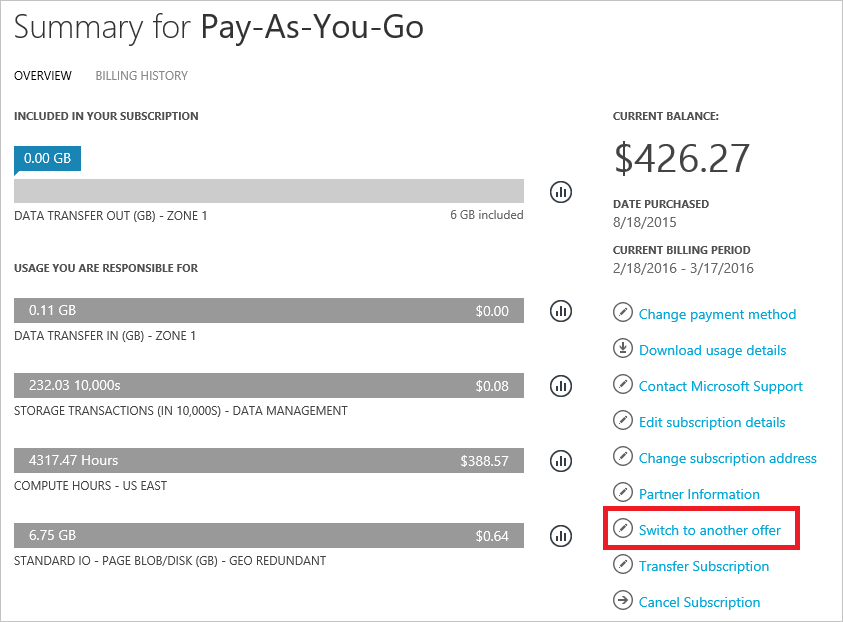 Summary for Pay-As-You-Go
OVERVIEW BILLING HISTORY
INCLUDED IN YOUR SUBSCRIPTION
0.00 GB
DATA TRANSFER OUT (GB) - ZONE 1 6 GB included
USAGE YOU ARE RESPONSIBLE FOR
0.11 GB $0.00
DATA TRANSFER IN (GB) - ZONE 1
232.03 10,000s $0.08
STORAGE TRANSACTIONS (IN 10,000S) - DATA MANAGEMENT
4317.47 Hours $388.57
COMPUTE HOURS - US EAST
6.75 GB $0.64
STANDARD IO - PAGE BLOB/DISK (GB) - GEO REDUNDANT
CURRENT BALANCE:
$426.27
DATE PURCHASED
8/18/2015
CURRENT BILLING PERIOD
2/18/2016 - 3/17/2016
Change payment method
Download usage details
Contact Microsoft Support
Edit subscription details
Change subscription address
Partner Information
Switch to another offer
Transfer Subscription
Cancel Subscription